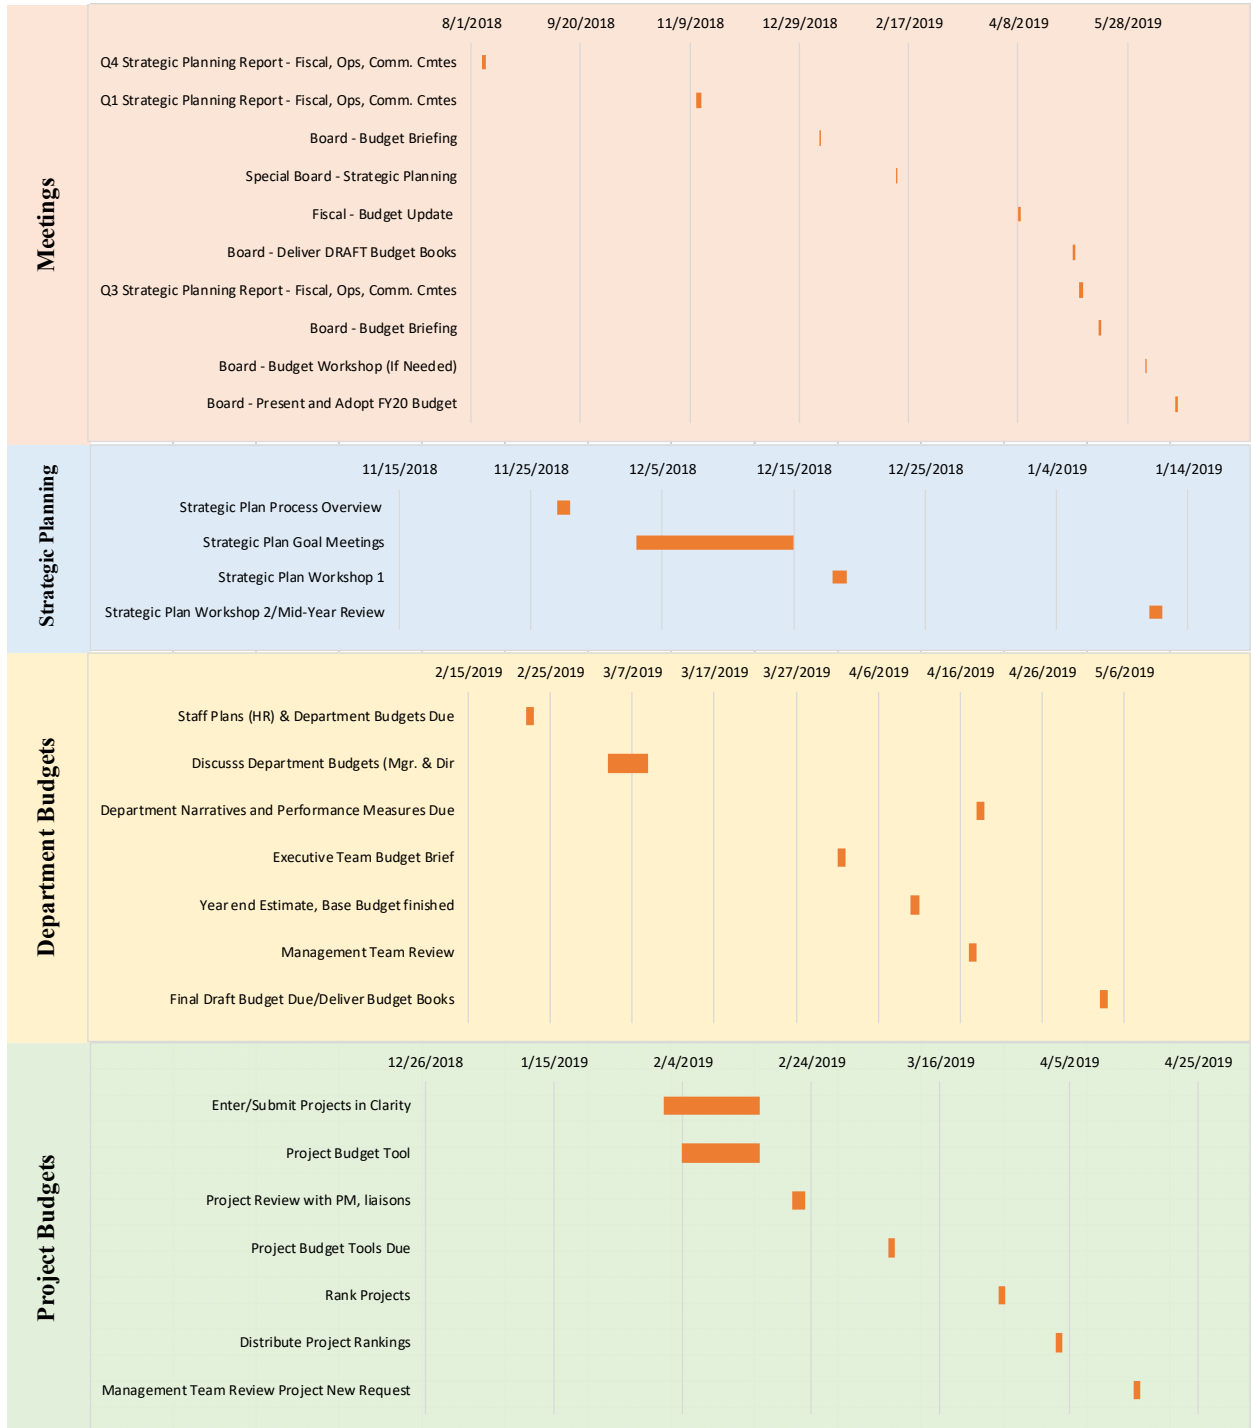 Meetings
8/1/2018 9/20/2018 11/9/2018 12/29/2018 2/17/2019 4/8/2019 5/28/2019
Q4 Strategic Planning Report - Fiscal, Ops, Comm. Cmtes
Q1 Strategic Planning Report - Fiscal, Ops, Comm. Cmtes
Board - Budget Briefing
Special Board - Strategic Planning
Fiscal - Budget Update
Board - Deliver DRAFT Budget Books
Q3 Strategic Planning Report - Fiscal, Ops, Comm. Cmtes
Board - Budget Briefing
Board - Budget Workshop (If Needed)
Board - Present and Adopt FY20 Budget
Strategic Planning
11/15/2018 11/25/2018 12/5/2018 12/15/2018 12/25/2018 1/4/2019 1/14/2019
Strategic Plan Process Overview
Strategic Plan Goal Meetings
Strategic Plan Workshop 1
Strategic Plan Workshop 2/Mid-Year Review
Department Budgets
2/15/2019 2/25/2019 3/7/2019 3/17/2019 3/27/2019 4/6/2019 4/16/2019 4/26/2019 5/6/2019
Staff Plans (HR) & Department Budgets Due
Discusss Department Budgets (Mgr. & Dir
Department Narratives and Performance Measures Due
Executive Team Budget Brief
Year end Estimate, Base Budget finished
Management Team Review
Final Draft Budget Due/Deliver Budget Books
Project Budgets
12/26/2018 1/15/2019 2/4/2019 2/24/2019 3/16/2019 4/5/2019 4/25/2019
Enter/Submit Projects in Clarity
Project Budget Tool
Project Review with PM, liaisons
Project Budget Tools Due
Rank Projects
Distribute Project Rankings
Management Team Review Project New Request